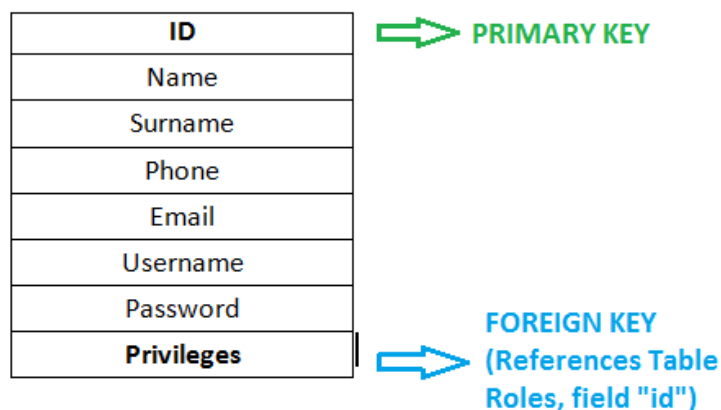 ID
PRIMARY KEY
Name
Surname
Phone
Email
Username
Password
Privileges
FOREIGN KEY
(References Table
Roles, field "id")